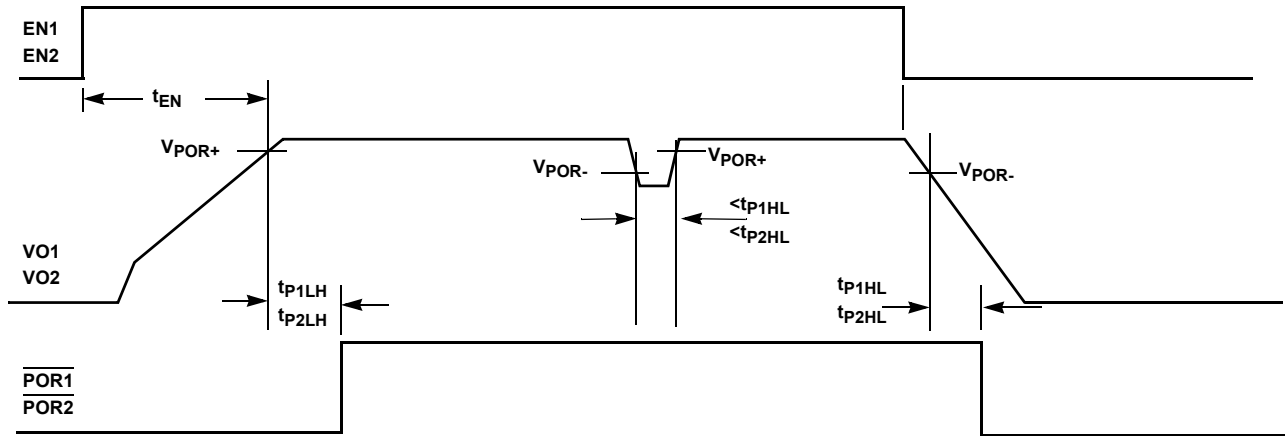 EN1
EN2
tEN
VPOR+
VPOR-
VPOR+
VPOR-
<tP1HL
<tP2HL
VO1
VO2
tP1LH
tP2LH
tP1HL
tP2HL
POR1
POR2